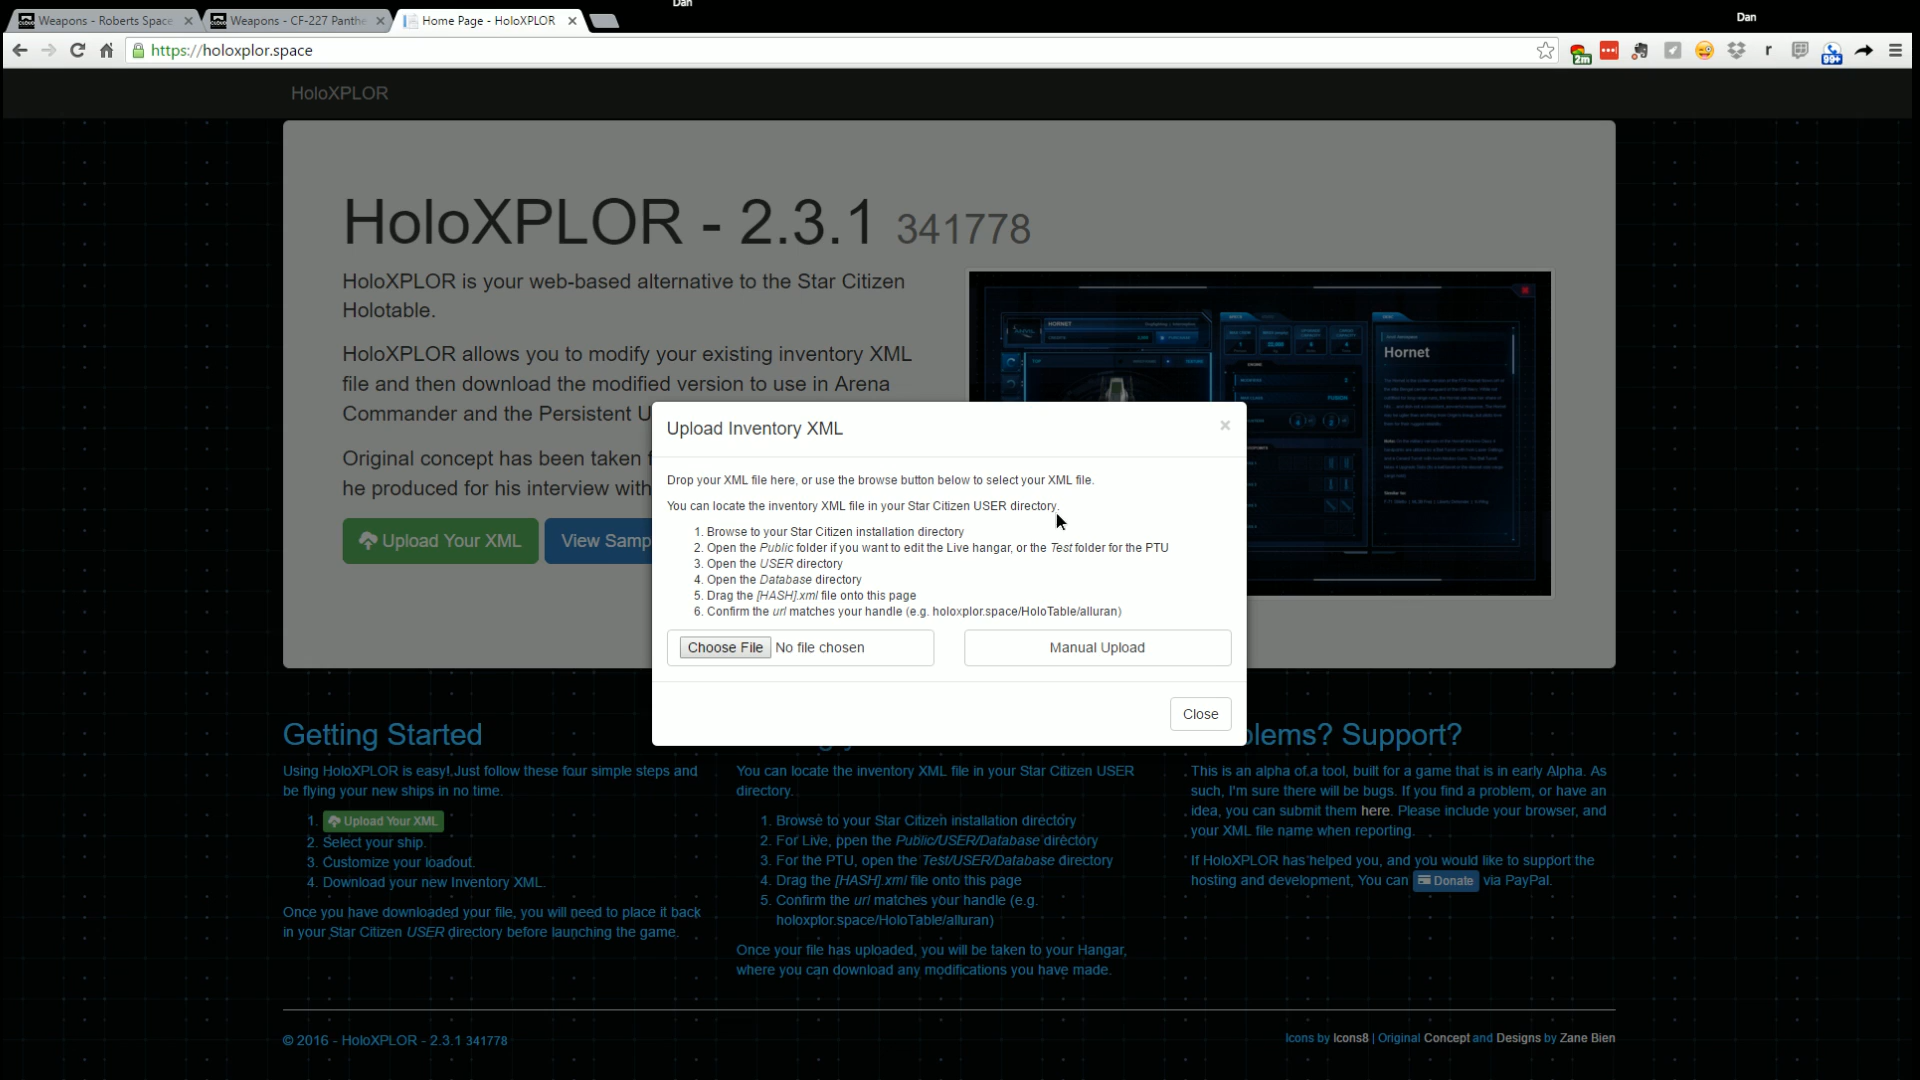 Dan
Dan
Weapons - Roberts Space
Weapons - CF-227 Panthe
Home Page - HoloXPLOR
https://holoxplor.space
2m
r
99+
HoloXPLOR
HoloXPLOR - 2.3.1 341778
HoloXPLOR is your web-based alternative to the Star Citizen
Holotable.
HoloXPLOR allows you to modify your existing inventory XML
file and then download the modified version to use in Arena
Commander and the Persistent U
Original concept has been taken f
he produced for his interview with
Upload Your XML
View Samp
HORNET
Hornet
FUSION
Upload Inventory XML
×
Drop your XML file here, or use the browse button below to select your XML file.
You can locate the inventory XML file in your Star Citizen USER directory.
1. Browse to your Star Citizen installation directory
2. Open the Public folder if you want to edit the Live hangar, or the Test folder for the PTU
3. Open the USER directory
4. Open the Database directory
5. Drag the [HASH].xml file onto this page
6. Confirm the url matches your handle (e.g. holoxplor.space/HoloTable/alluran)
Choose File No file chosen
Manual Upload
Close
Getting Started
Using HoloXPLOR is easy! Just follow these four simple steps and
be flying your new ships in no time.
1. Upload Your XML
2. Select your ship.
3. Customize your loadout.
4. Download your new Inventory XML.
Once you have downloaded your file, you will need to place it back
in your Star Citizen USER directory before launching the game.
You can locate the inventory XML file in your Star Citizen USER
directory.
1. Browse to your Star Citizen installation directory
2. For Live, ppen the Public/USER/Database directory
3. For the PTU, open the Test/USER/Database directory
4. Drag the [HASH].xml file onto this page
5. Confirm the url matches your handle (e.g.
holoxplor.space/HoloTable/alluran)
Once your file has uploaded, you will be taken to your Hangar,
where you can download any modifications you have made.
blems? Support?
This is an alpha of a tool, built for a game that is in early Alpha. As
such, I'm sure there will be bugs. If you find a problem, or have an
idea, you can submit them here. Please include your browser, and
your XML file name when reporting.
If HoloXPLOR has helped you, and you would like to support the
hosting and development, You can Donate via PayPal.
© 2016 - HoloXPLOR - 2.3.1 341778
Icons by Icons8 | Original Concept and Designs by Zane Bien